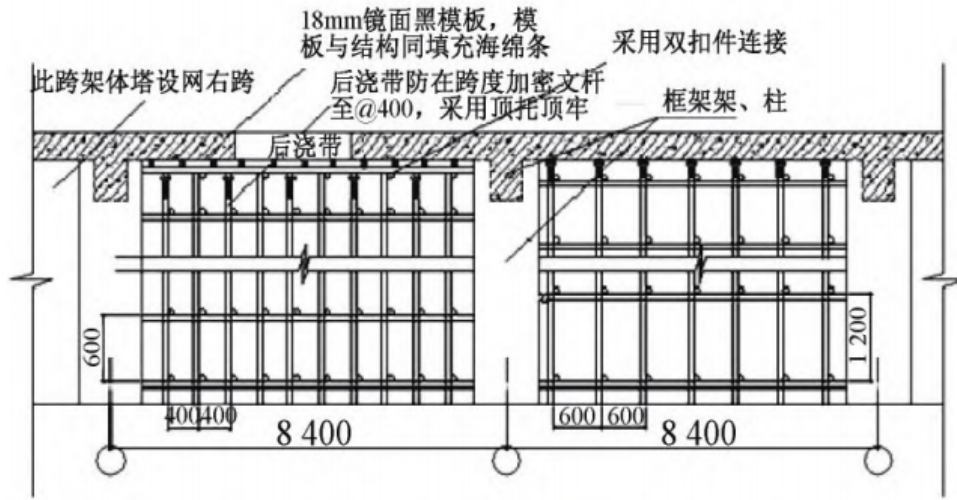 18mm镜面黑模板，模
板与结构同填充海绵条
采用双扣件连接
此跨架体塔设网右跨
后浇带防在跨度加密文杆
至@400，采用顶托顶牢
框架架、柱
后浇带
600
1 200
400 400
600 600
8 400
8 400